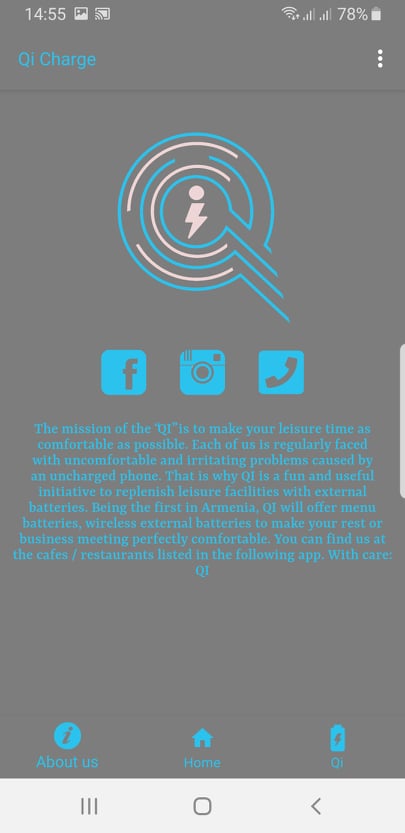 14:55 78%
Qi Charge
The mission of the "QI" is to make your leisure time as
comfortable as possible. Each of us is regularly faced
with uncomfortable and irritating problems caused by
an uncharged phone. That is why QI is a fun and useful
initiative to replenish leisure facilities with external
batteries. Being the first in Armenia, QI will offer menu
batteries, wireless external batteries to make your rest or
business meeting perfectly comfortable. You can find us at
the cafes / restaurants listed in the following app. With care:
QI
About us Home Qi